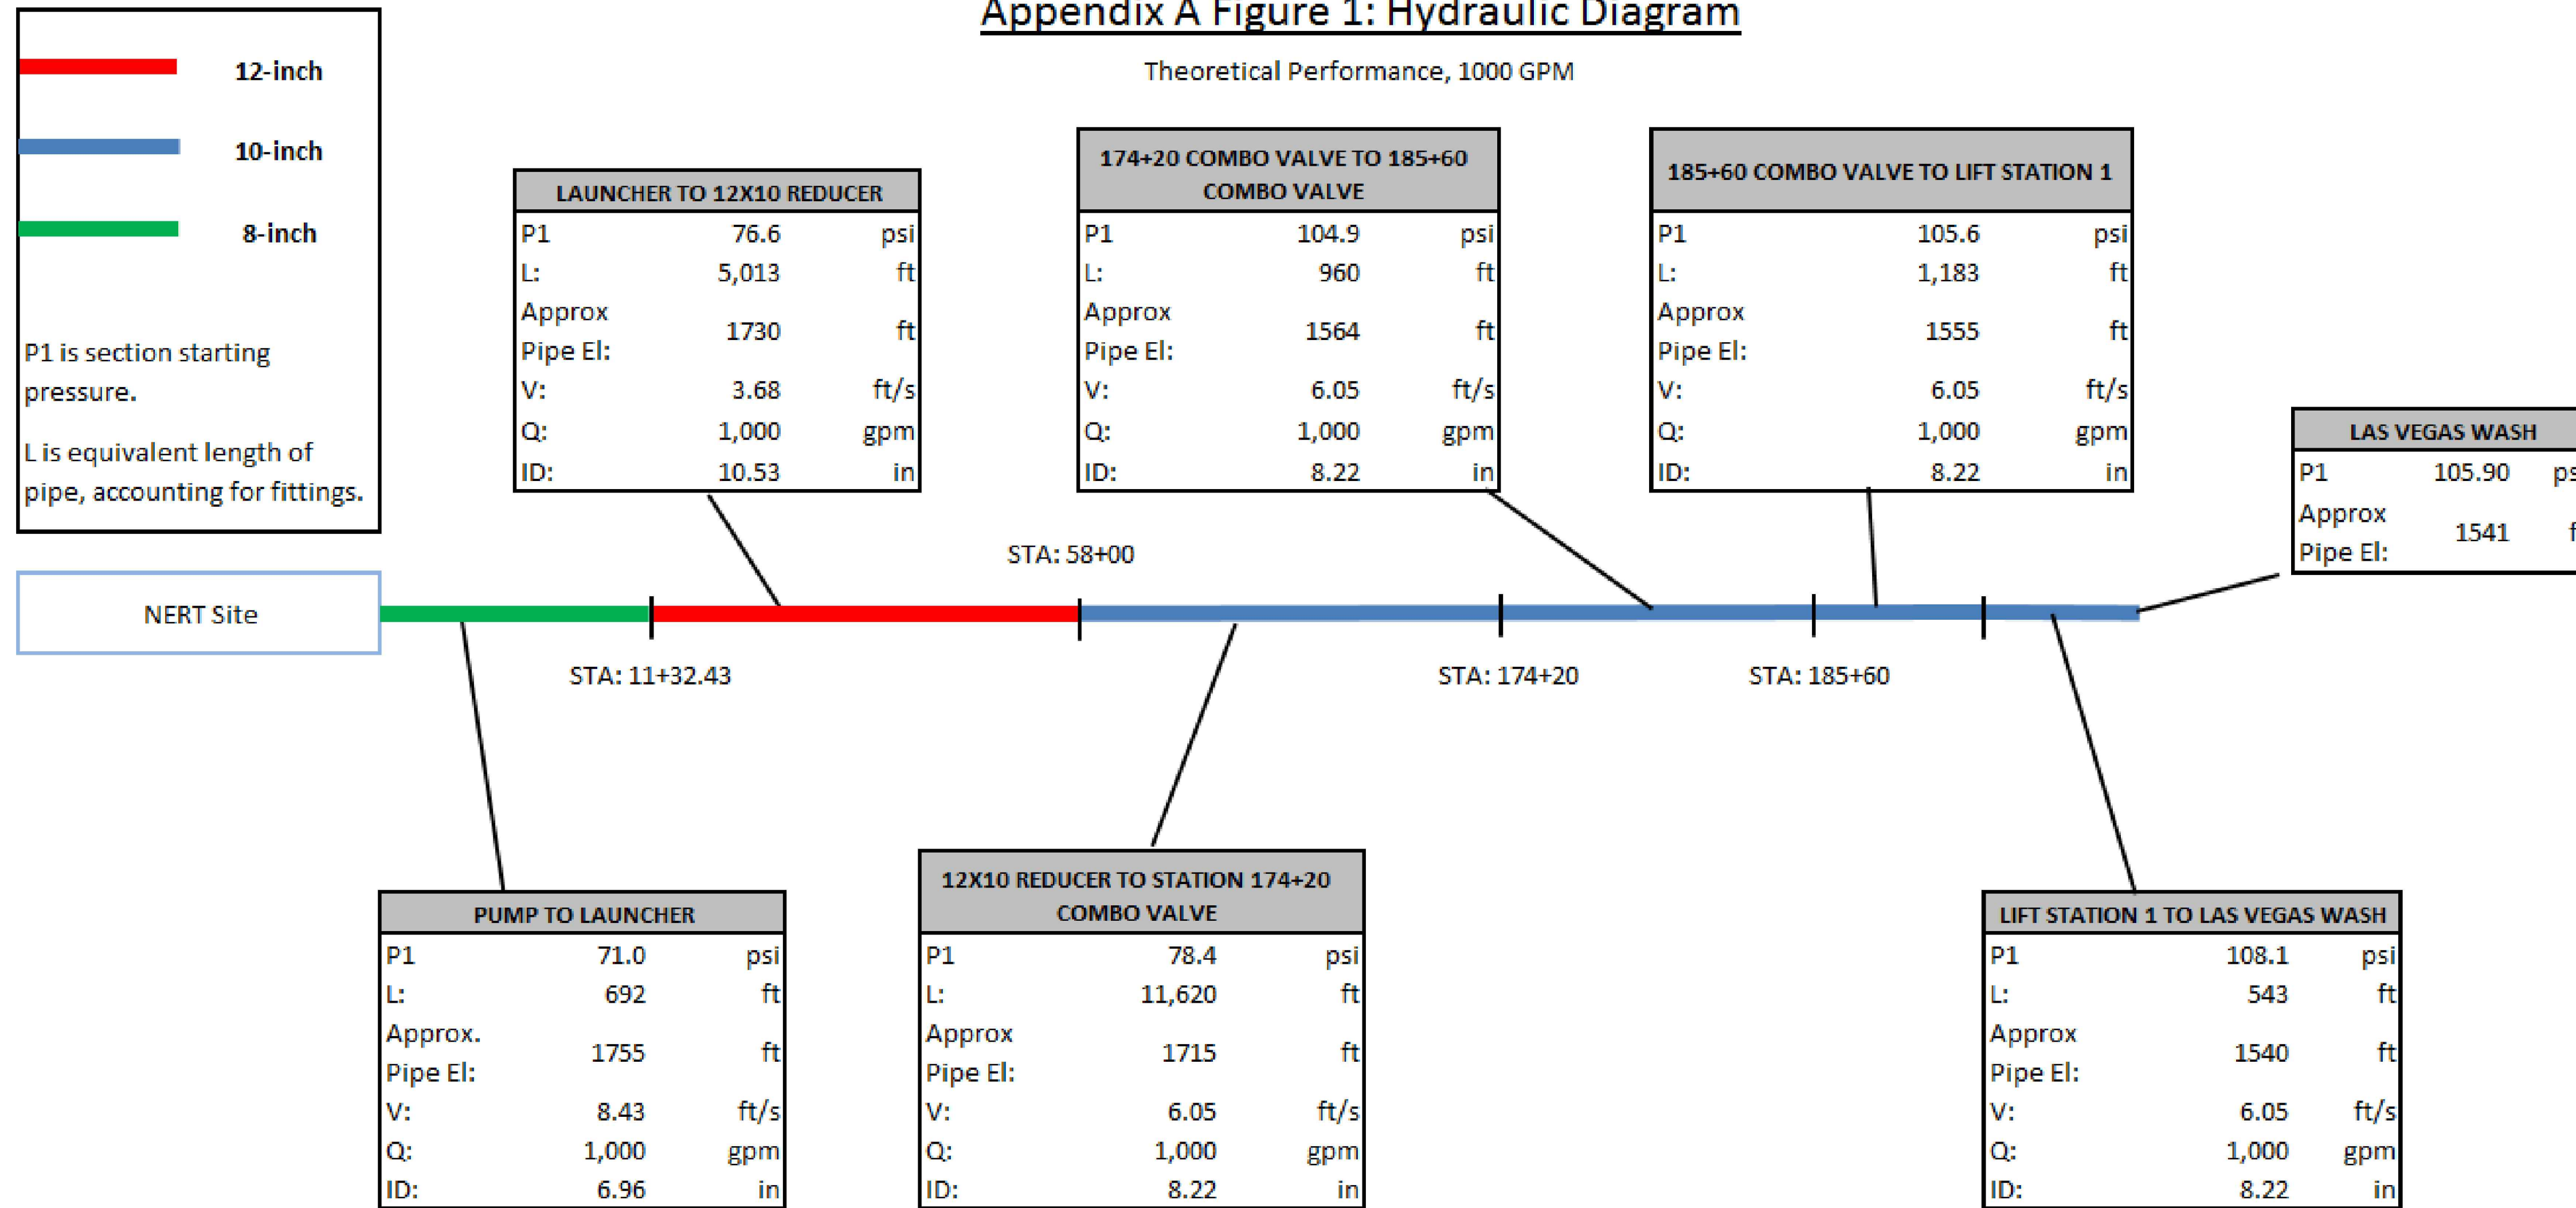 Appendix A Figure 1: Hydraulic Diagram
Theoretical Performance, 1000 GPM
12-inch
10-inch
8-inch
P1 is section starting
pressure.
L is equivalent length of
pipe, accounting for fittings.
LAUNCHER TO 12X10 REDUCER
P1 76.6 psi
L: 5,013 ft
Approx
Pipe El: 1730 ft
V: 3.68 ft/s
Q: 1,000 gpm
ID: 10.53 in
174+20 COMBO VALVE TO 185+60
COMBO VALVE
P1 104.9 psi
L: 960 ft
Approx
Pipe El: 1564 ft
V: 6.05 ft/s
Q: 1,000 gpm
ID: 8.22 in
185+60 COMBO VALVE TO LIFT STATION 1
P1 105.6 psi
L: 1,183 ft
Approx
Pipe El: 1555 ft
V: 6.05 ft/s
Q: 1,000 gpm
ID: 8.22 in
LAS VEGAS WASH
P1 105.90 ps
Approx
Pipe El: 1541 f
STA: 58+00
NERT Site
STA: 11+32.43
STA: 174+20
STA: 185+60
PUMP TO LAUNCHER
P1 71.0 psi
L: 692 ft
Approx.
Pipe El: 1755 ft
V: 8.43 ft/s
Q: 1,000 gpm
ID: 6.96 in
12X10 REDUCER TO STATION 174+20
COMBO VALVE
P1 78.4 psi
L: 11,620 ft
Approx
Pipe El: 1715 ft
V: 6.05 ft/s
Q: 1,000 gpm
ID: 8.22 in
LIFT STATION 1 TO LAS VEGAS WASH
P1 108.1 psi
L: 543 ft
Approx
Pipe El: 1540 ft
V: 6.05 ft/s
Q: 1,000 gpm
ID: 8.22 in